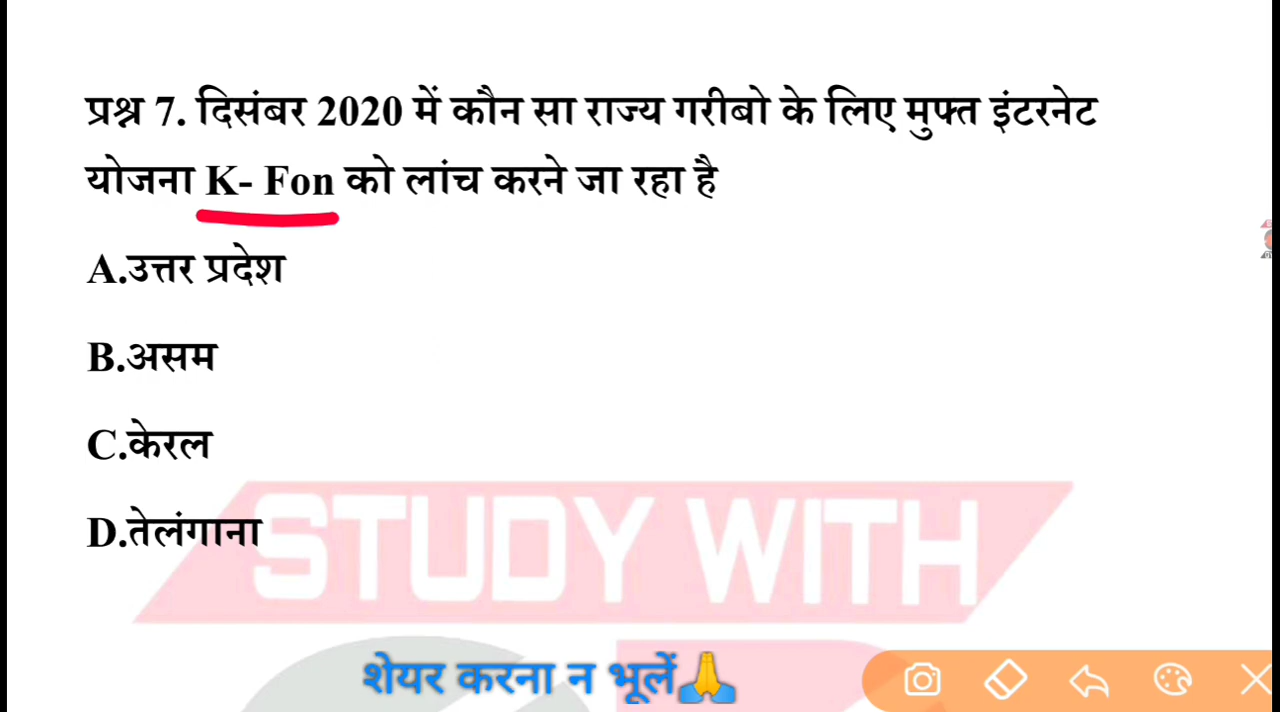 प्रश्न 7. दिसंबर 2020 में कौन सा राज्य गरीबो के लिए मुफ्त इंटरनेट
योजना K- Fon को लांच करने जा रहा है
A.उत्तर प्रदेश
B.असम
C.केरल
D.तेलंगाना
STUDY WITH
शेयर करना न भूलें🙏